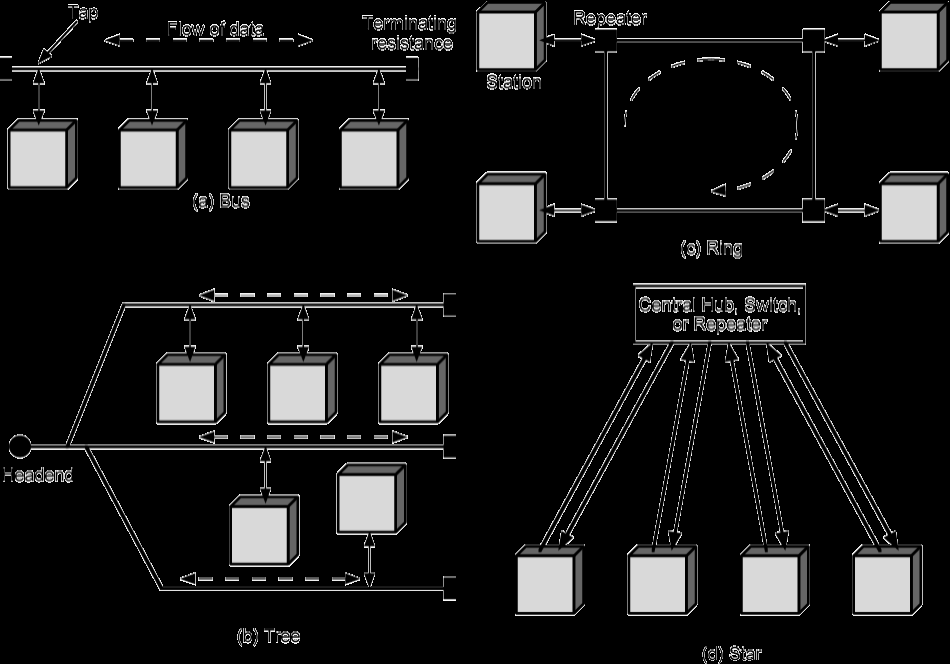 Tap
Flow of data
Terminating
resistance
(a) Bus
Repeater
Station
(c) Ring
Headend
(b) Tree
Central Hub, Switch,
or Repeater
(d) Star